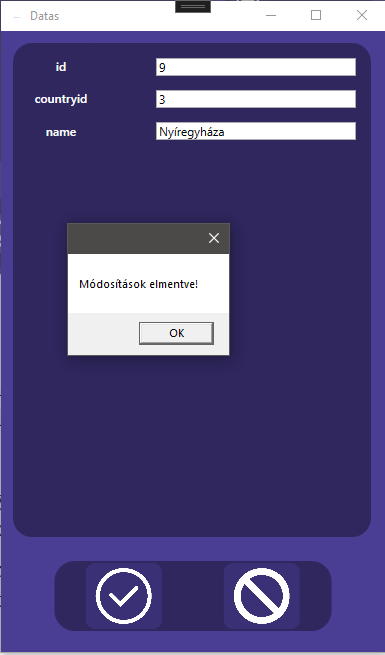 Datas
id 9
countryid 3
name Nyíregyháza
Módosítások elmentve!
OK